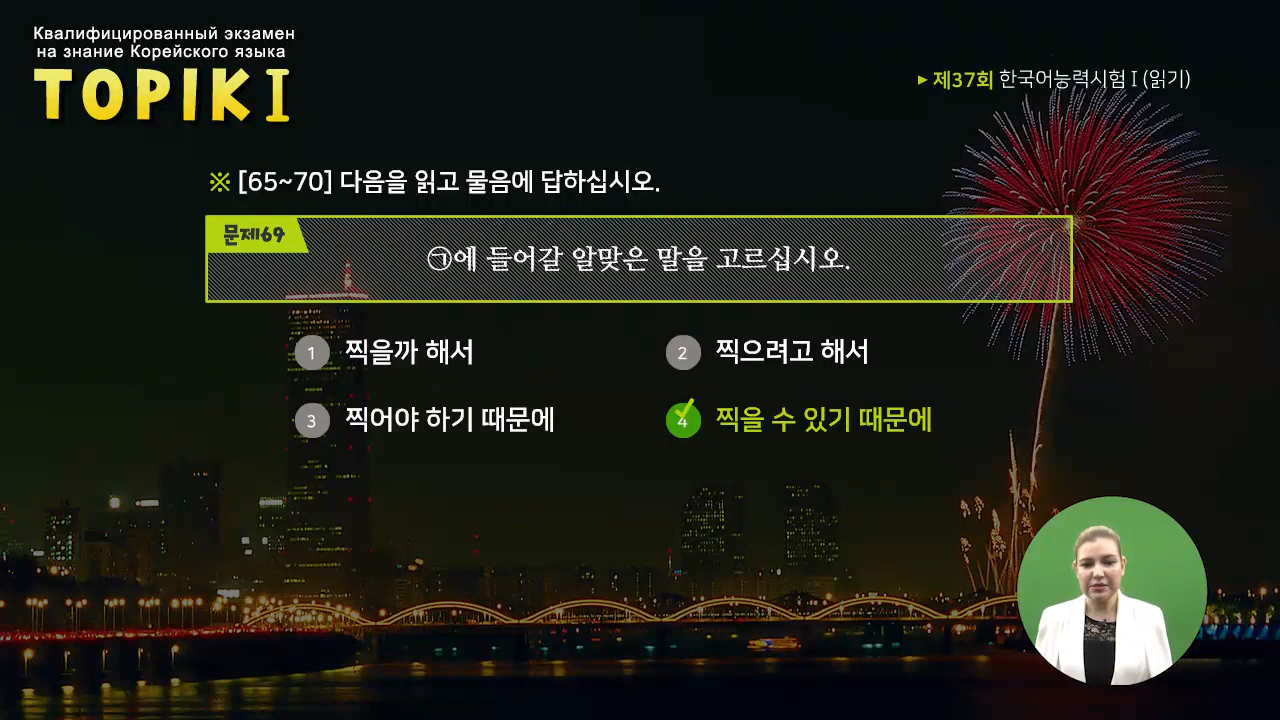 Квалифицированный экзамен
на знание Корейского языка
TOPIK I
▸ 제37회 한국어능력시험 I (읽기)
※ [65~70] 다음을 읽고 물음에 답하십시오.
문제69
㉠에 들어갈 알맞은 말을 고르십시오.
1 찍을까 해서
2 찍으려고 해서
3 찍어야 하기 때문에
4 찍을 수 있기 때문에